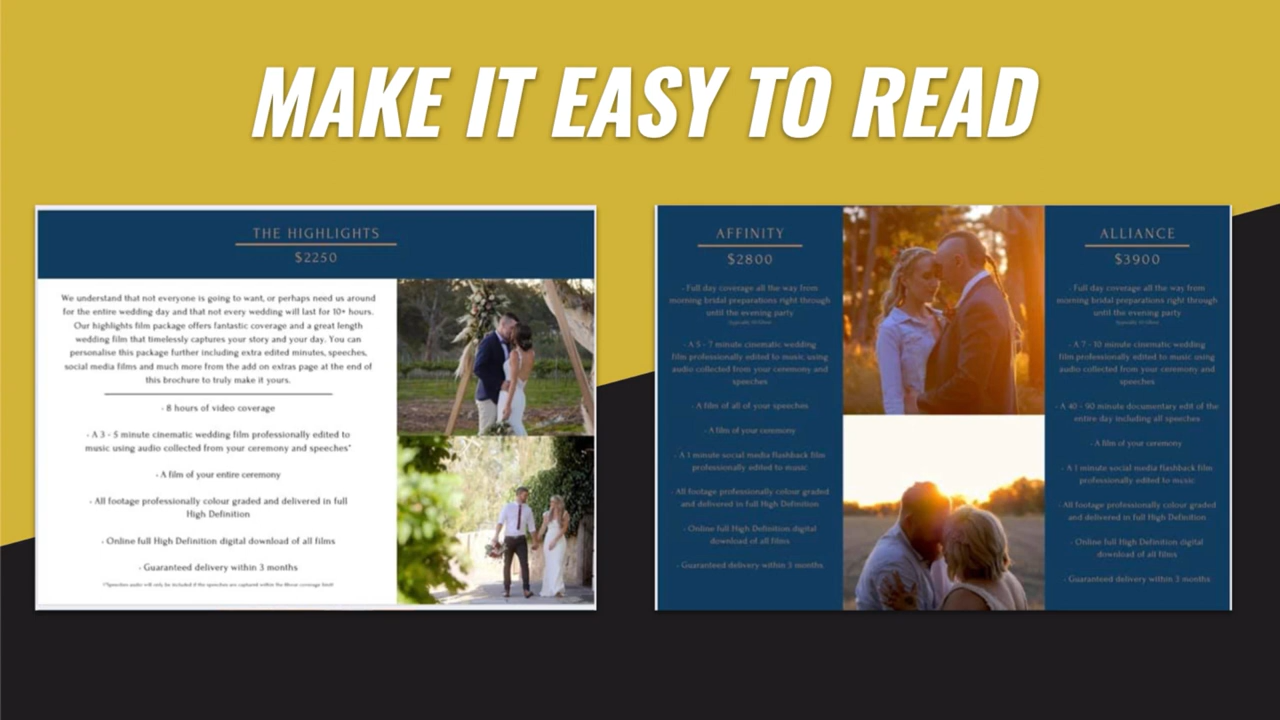 MAKE IT EASY TO READ
THE HIGHLIGHTS
$2250
We understand that not everyone is going to want, or perhaps need us around
for the entire wedding day and that not every wedding will last for 10+ hours.
Our highlights film package offers fantastic coverage and a great length
wedding film that timelessly captures your story and your day. You can
personalise this package further including extra edited minutes, speeches,
social media films and much more from the add on extras page at the end of
this brochure to truly make it yours.
- 8 hours of video coverage
- A 3 - 5 minute cinematic wedding film professionally edited to
music using audio collected from your ceremony and speeches*
- A film of your entire ceremony
- All footage professionally colour graded and delivered in full
High Definition
- Online full High Definition digital download of all films
- Guaranteed delivery within 3 months
AFFINITY
$2800
- Full day coverage all the way from
morning bridal preparations right through
until the evening party
- A 5 - 7 minute cinematic wedding
film professionally edited to music using
audio collected from your ceremony and
speeches
- A film of all of your speeches
- A film of your ceremony
- A 1 minute social media flashback film
professionally edited to music
- All footage professionally colour graded
and delivered in full High Definition
- Online full High Definition digital
download of all films
- Guaranteed delivery within 3 months
ALLIANCE
$3900
- Full day coverage all the way from
morning bridal preparations right through
until the evening party
- A 7 - 10 minute cinematic wedding
film professionally edited to music using
audio collected from your ceremony and
speeches
- A 40 - 90 minute documentary edit of the
entire day including all speeches
- A film of your ceremony
- A 1 minute social media flashback film
professionally edited to music
- All footage professionally colour graded
and delivered in full High Definition
- Online full High Definition digital
download of all films
- Guaranteed delivery within 3 months